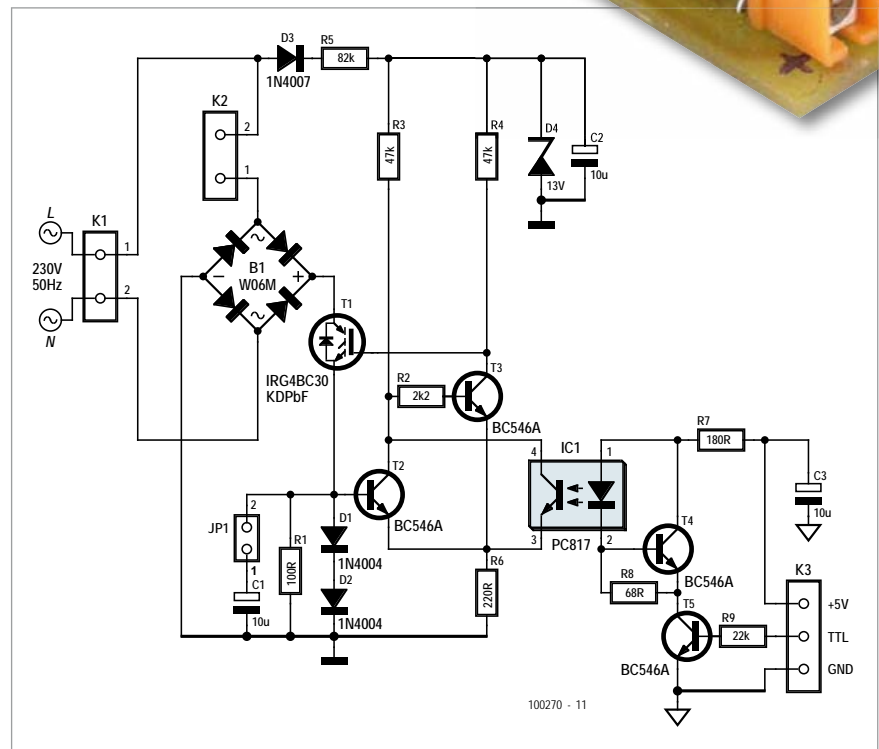 D3
R5
82k
1N4007
K2
2
1
R3
47k
R4
47k
D4
13V
C2
10u
L
K1
230V
50Hz
1
2
N
B1
W06M
T1
IRG4BC30
KDPbF
R2
2k2
T3
BC546A
IC1
4
1
3
2
PC817
R7
180R
C3
10u
T2
BC546A
JP1
2
1
C1
10u
R1
100R
D1
1N4004
D2
1N4004
R6
220R
T4
BC546A
R8
68R
T5
BC546A
R9
22k
K3
+5V
TTL
GND
100270 - 11